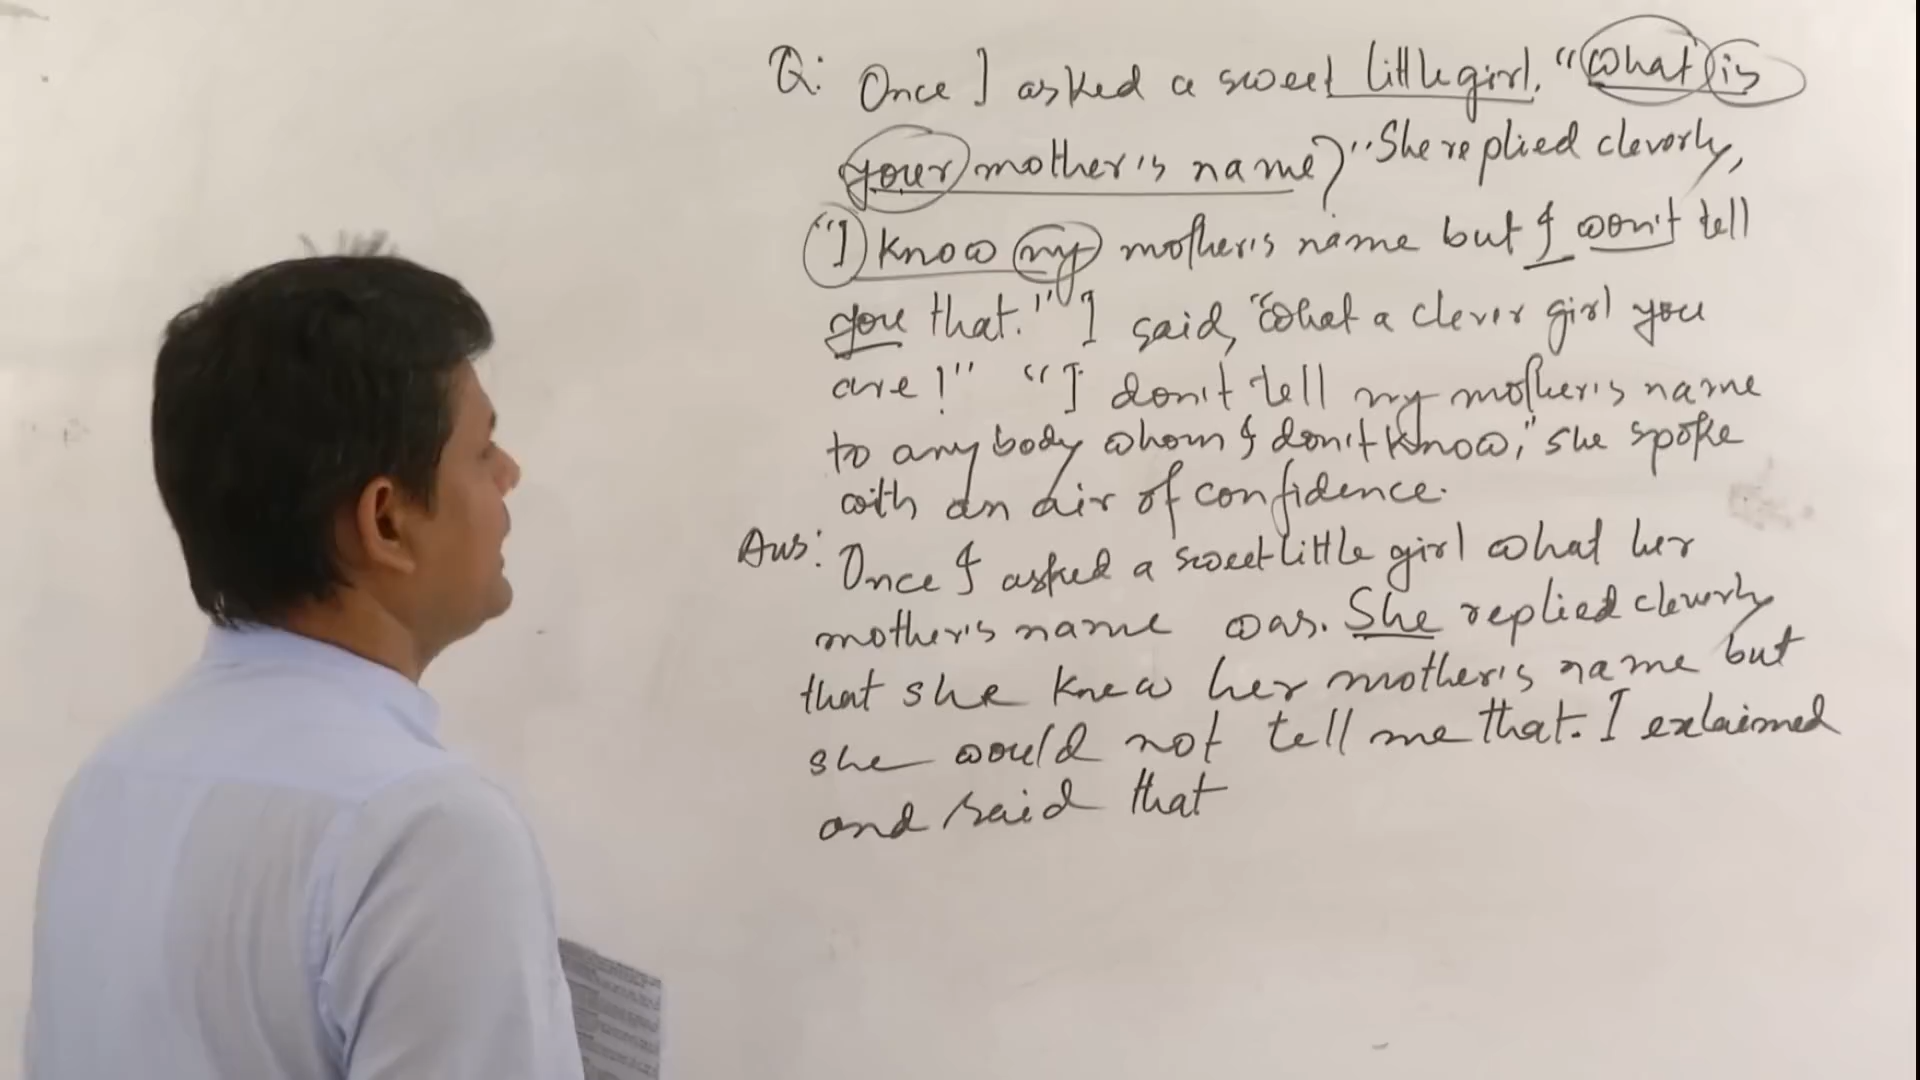 Q: Once I asked a sweet little girl, "What is
your mother's name?" She replied cleverly,
"I know my mother's name but I won't tell
you that." I said, "What a clever girl you
are!" "I don't tell my mother's name
to anybody whom I don't know," she spoke
with an air of confidence.
Ans: Once I asked a sweet little girl what her
mother's name was. She replied cleverly
that she knew her mother's name but
she would not tell me that. I exlaimed
and said that